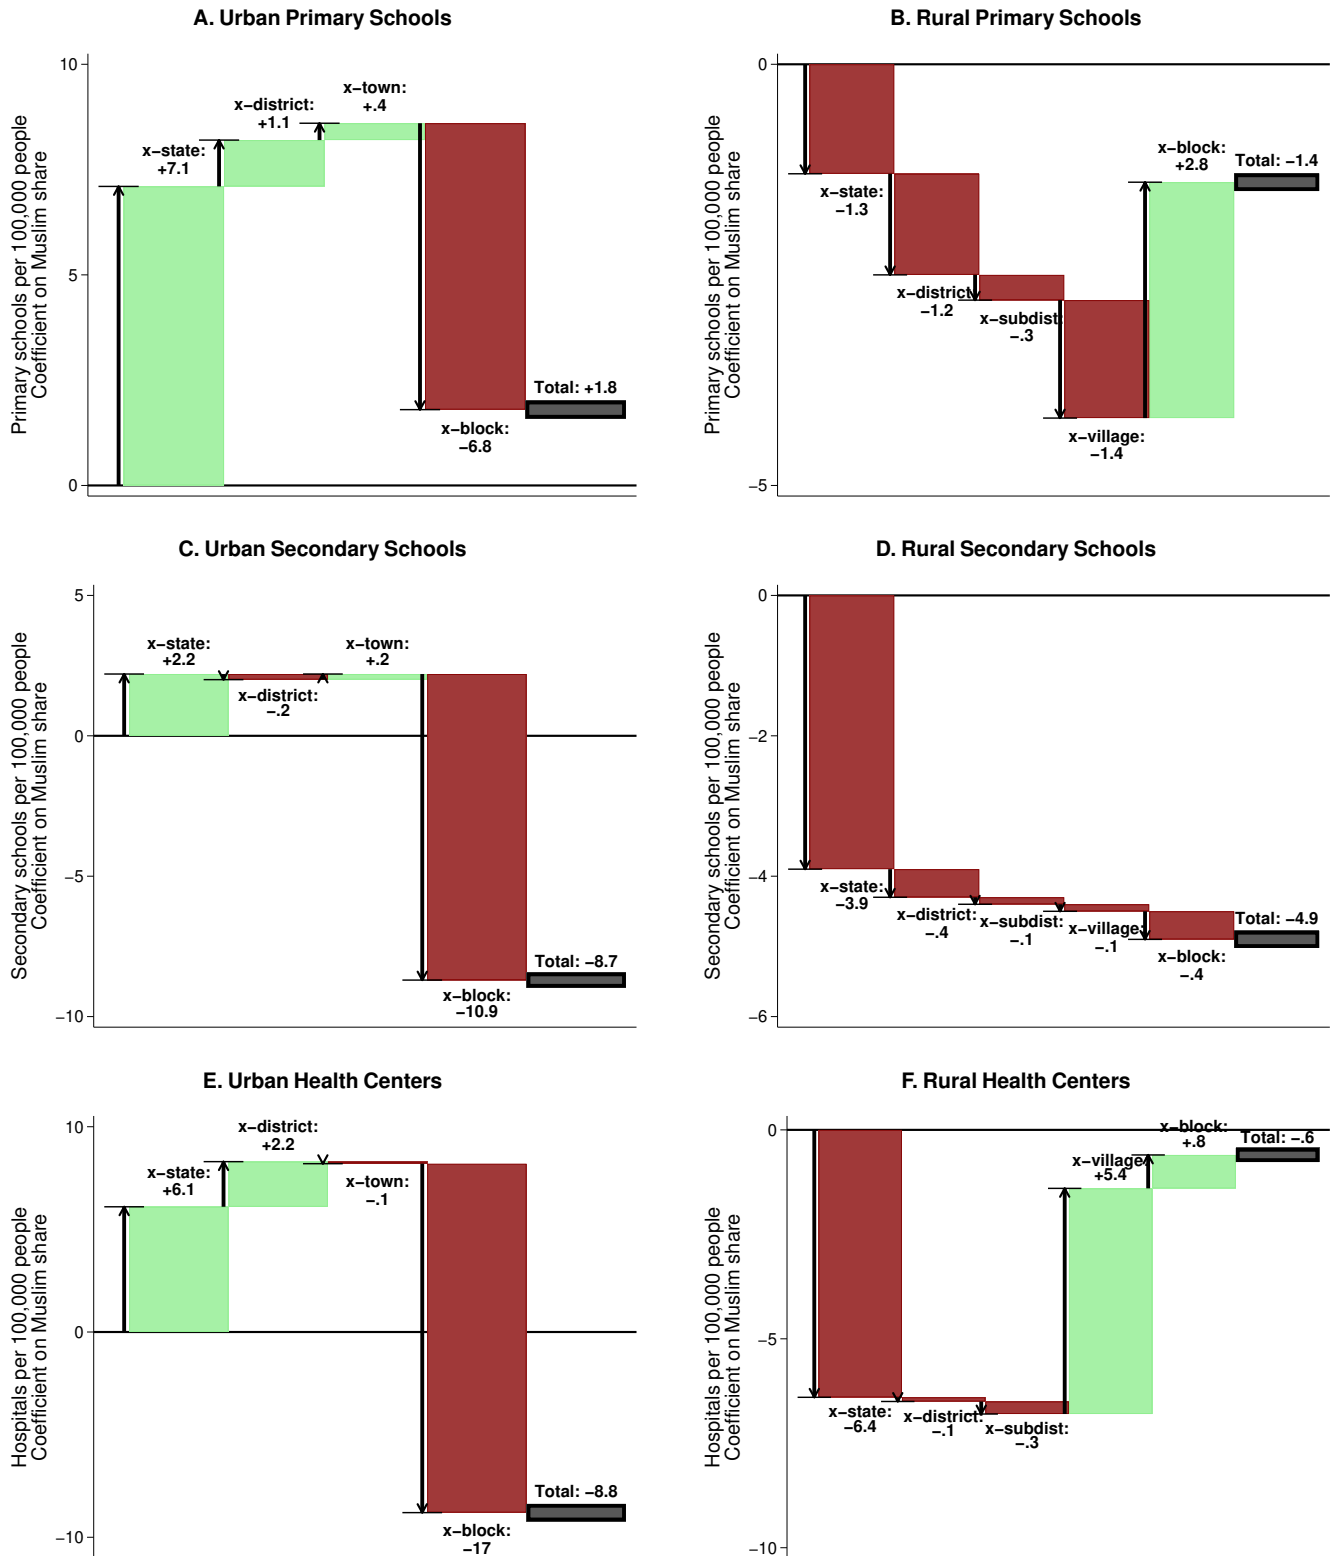 A. Urban Primary Schools
Primary schools per 100,000 people
Coefficient on Muslim share
10
5
0
x−state:
+7.1
x−district:
+1.1
x−town:
+.4
x−block:
−6.8
Total: +1.8
B. Rural Primary Schools
Primary schools per 100,000 people
Coefficient on Muslim share
0
−5
x−state:
−1.3
x−district:
−1.2
x−subdist:
−.3
x−village:
−1.4
x−block:
+2.8
Total: −1.4
C. Urban Secondary Schools
Secondary schools per 100,000 people
Coefficient on Muslim share
5
0
−5
−10
x−state:
+2.2
x−district:
−.2
x−town:
+.2
x−block:
−10.9
Total: −8.7
D. Rural Secondary Schools
Secondary schools per 100,000 people
Coefficient on Muslim share
0
−2
−4
−6
x−state:
−3.9
x−district:
−.4
x−subdist:
−.1
x−village:
−.1
x−block:
−.4
Total: −4.9
E. Urban Health Centers
Hospitals per 100,000 people
Coefficient on Muslim share
10
0
−10
x−state:
+6.1
x−district:
+2.2
x−town:
−.1
x−block:
−17
Total: −8.8
F. Rural Health Centers
Hospitals per 100,000 people
Coefficient on Muslim share
0
−5
−10
x−state:
−6.4
x−district:
−.1
x−subdist:
−.3
x−village:
+5.4
x−block:
+.8
Total: −.6